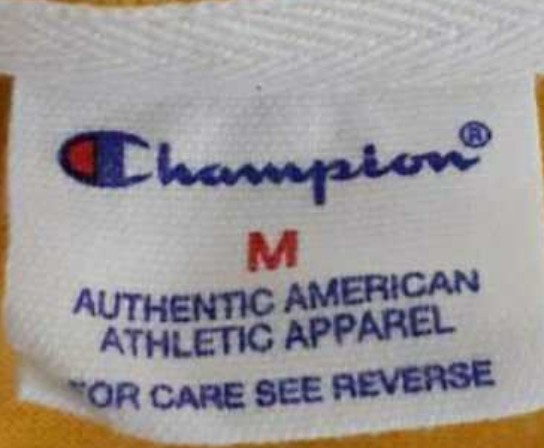 Champion®
M
AUTHENTIC AMERICAN
ATHLETIC APPAREL
FOR CARE SEE REVERSE